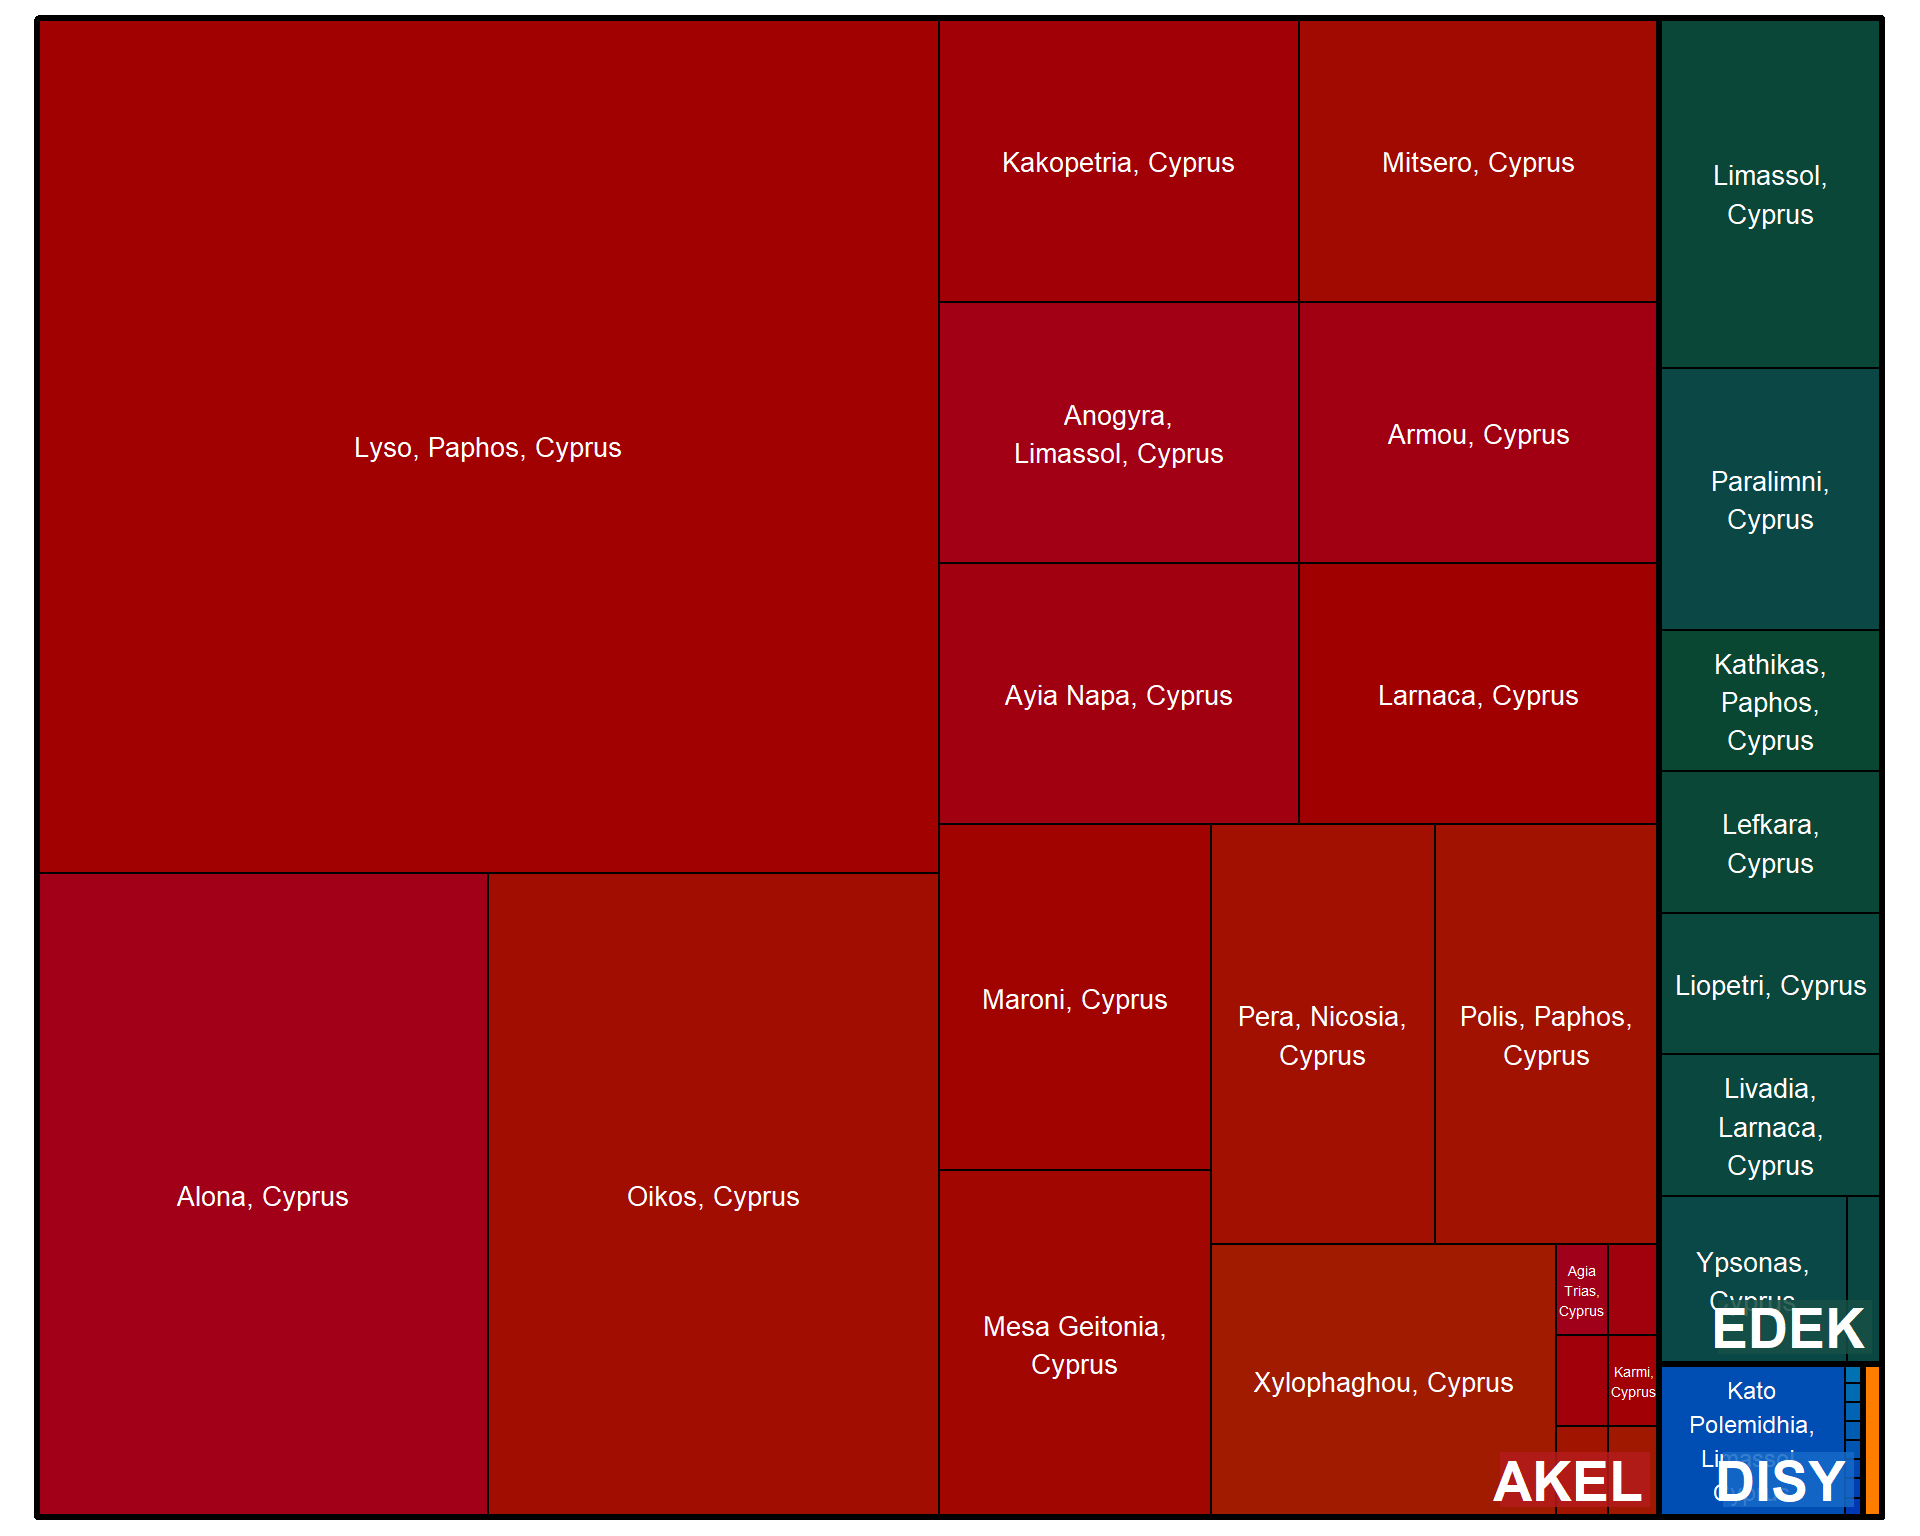 Lyso, Paphos, Cyprus
Alona, Cyprus
Oikos, Cyprus
Kakopetria, Cyprus
Mitsero, Cyprus
Anogyra,
Limassol, Cyprus
Armou, Cyprus
Ayia Napa, Cyprus
Larnaca, Cyprus
Maroni, Cyprus
Mesa Geitonia,
Cyprus
Pera, Nicosia,
Cyprus
Polis, Paphos,
Cyprus
Xylophaghou, Cyprus
Agia
Trias,
Cyprus
Karmi,
Cyprus
AKEL
Limassol,
Cyprus
Paralimni,
Cyprus
Kathikas,
Paphos,
Cyprus
Lefkara,
Cyprus
Liopetri, Cyprus
Livadia,
Larnaca,
Cyprus
Ypsonas,
Cyprus
EDEK
Kato
Polemidhia,
Limassol,
Cyprus
DISY